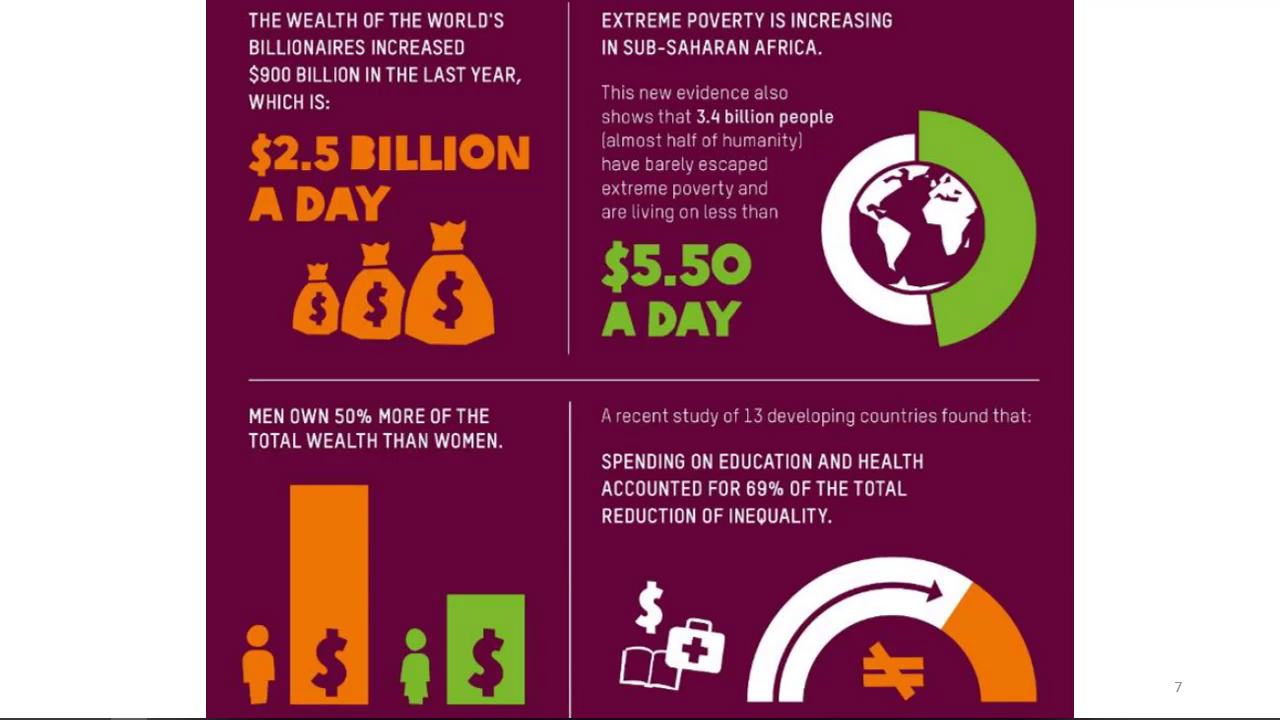 THE WEALTH OF THE WORLD'S
BILLIONAIRES INCREASED
$900 BILLION IN THE LAST YEAR,
WHICH IS:
$2.5 BILLION
A DAY
$
$
$
EXTREME POVERTY IS INCREASING
IN SUB-SAHARAN AFRICA.
This new evidence also
shows that 3.4 billion people
(almost half of humanity)
have barely escaped
extreme poverty and
are living on less than
$5.50
A DAY
MEN OWN 50% MORE OF THE
TOTAL WEALTH THAN WOMEN.
$
$
A recent study of 13 developing countries found that:
SPENDING ON EDUCATION AND HEALTH
ACCOUNTED FOR 69% OF THE TOTAL
REDUCTION OF INEQUALITY.
$
≠
7